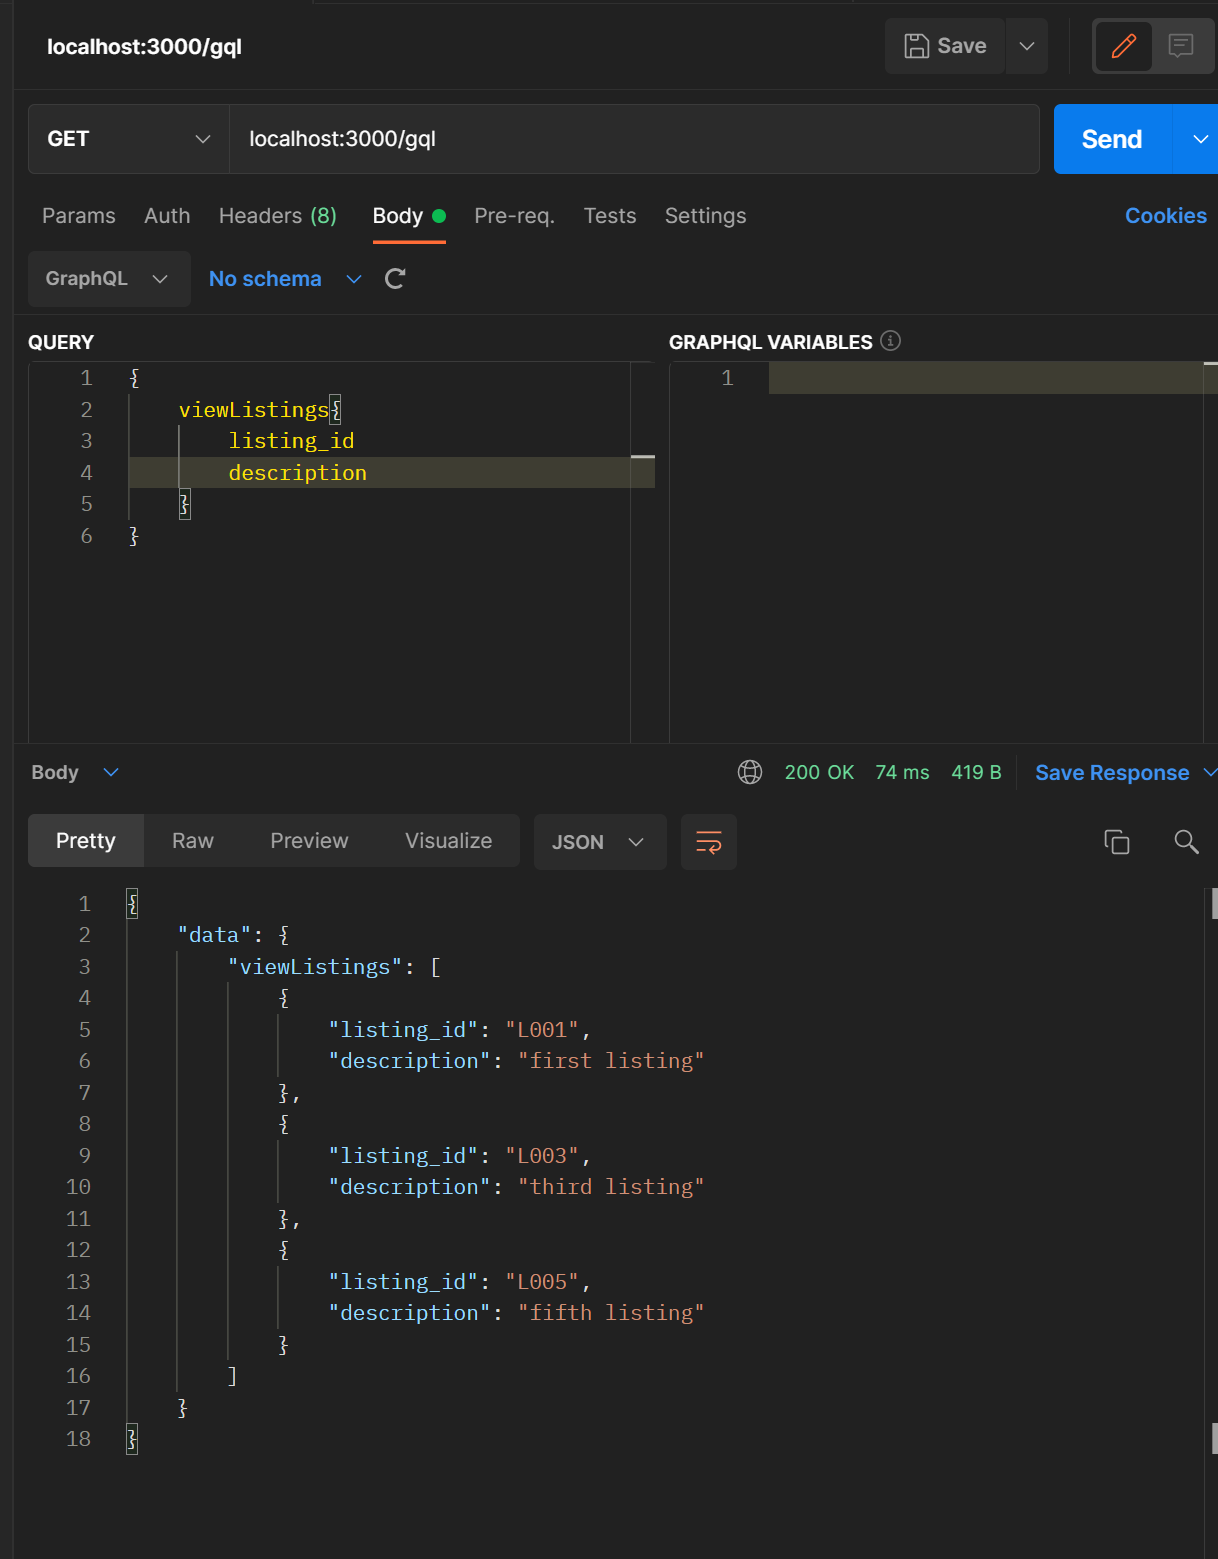 localhost:3000/gql
Save
GET
localhost:3000/gql
Send
Params Auth Headers (8) Body Pre-req. Tests Settings Cookies
GraphQL No schema
QUERY
GRAPHQL VARIABLES
1 {
2 viewListings{
3 listing_id
4 description
5 }
6 }
1
Body 200 OK 74 ms 419 B Save Response
Pretty Raw Preview Visualize JSON
1 {
2 "data": {
3 "viewListings": [
4 {
5 "listing_id": "L001",
6 "description": "first listing"
7 },
8 {
9 "listing_id": "L003",
10 "description": "third listing"
11 },
12 {
13 "listing_id": "L005",
14 "description": "fifth listing"
15 }
16 ]
17 }
18 }